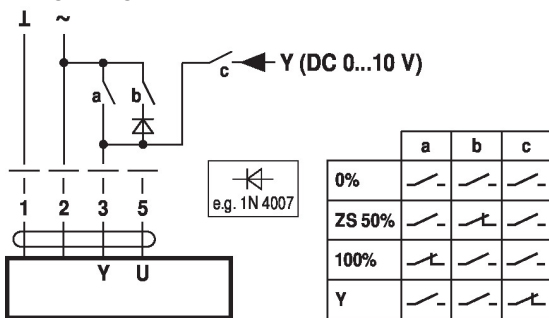 ⊥ ~
a b c Y (DC 0...10 V)
1 2 3 5
Y U
e.g. 1N 4007
a b c
0%
ZS 50%
100%
Y